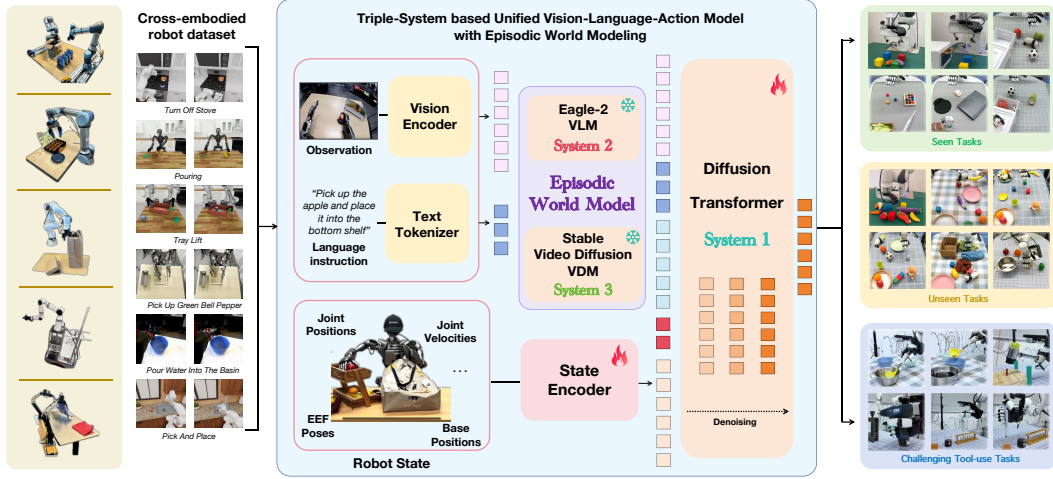 Cross-embodied
robot dataset
Turn Off Stove
Pouring
Tray Lift
Pick Up Green Bell Pepper
Pour Water Into The Basin
Pick And Place
Triple-System based Unified Vision-Language-Action Model
with Episodic World Modeling
Observation
Vision
Encoder
"Pick up the
apple and place
it into the
bottom shelf"
Language
instruction
Text
Tokenizer
Eagle-2
VLM
System 2
Episodic
World Model
Stable
Video Diffusion
VDM
System 3
Joint
Positions
Joint
Velocities
...
EEF
Poses
Base
Positions
Robot State
State
Encoder
Diffusion
Transformer
System 1
Denoising
Seen Tasks
Unseen Tasks
Challenging Tool-use Tasks